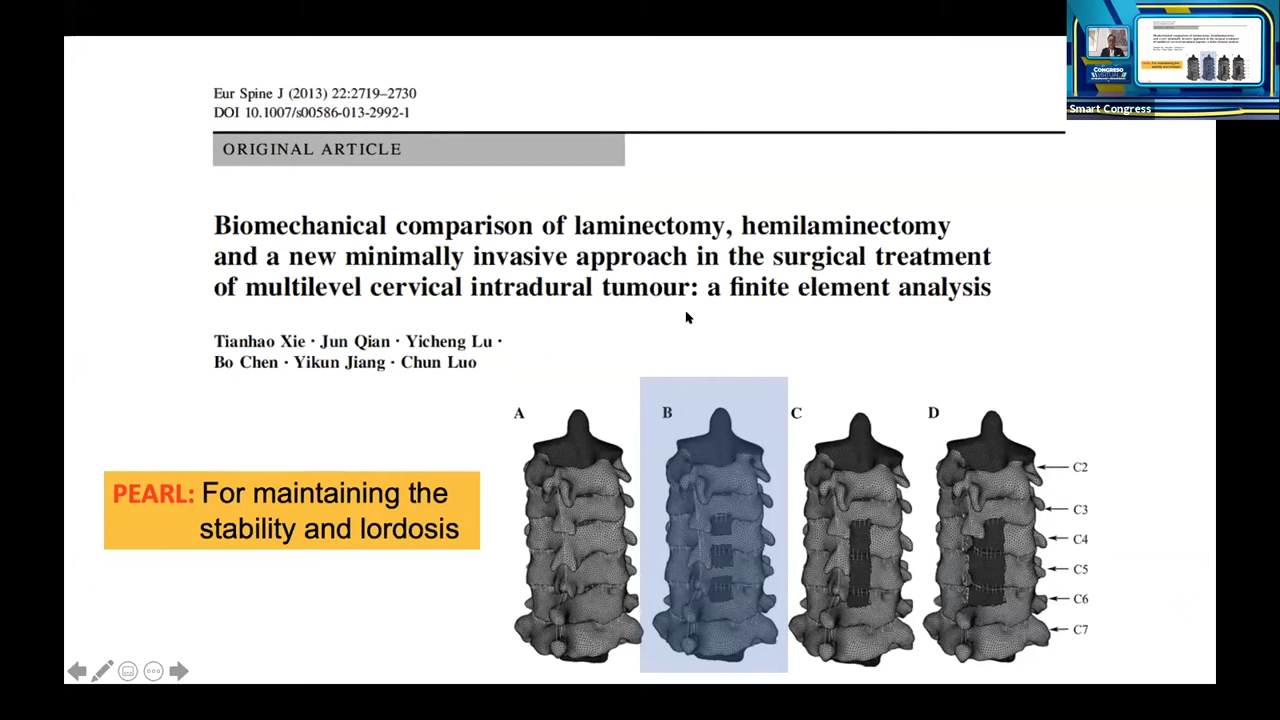 Eur Spine J (2013) 22:2719–2730
DOI 10.1007/s00586-013-2992-1
ORIGINAL ARTICLE
Biomechanical comparison of laminectomy, hemilaminectomy
and a new minimally invasive approach in the surgical treatment
of multilevel cervical intradural tumour: a finite element analysis
Tianhao Xie · Jun Qian · Yicheng Lu ·
Bo Chen · Yikun Jiang · Chun Luo
PEARL: For maintaining the
stability and lordosis
A
B
C
D
C2
C3
C4
C5
C6
C7
CONGRESO
VIRTUAL
Smart Congress